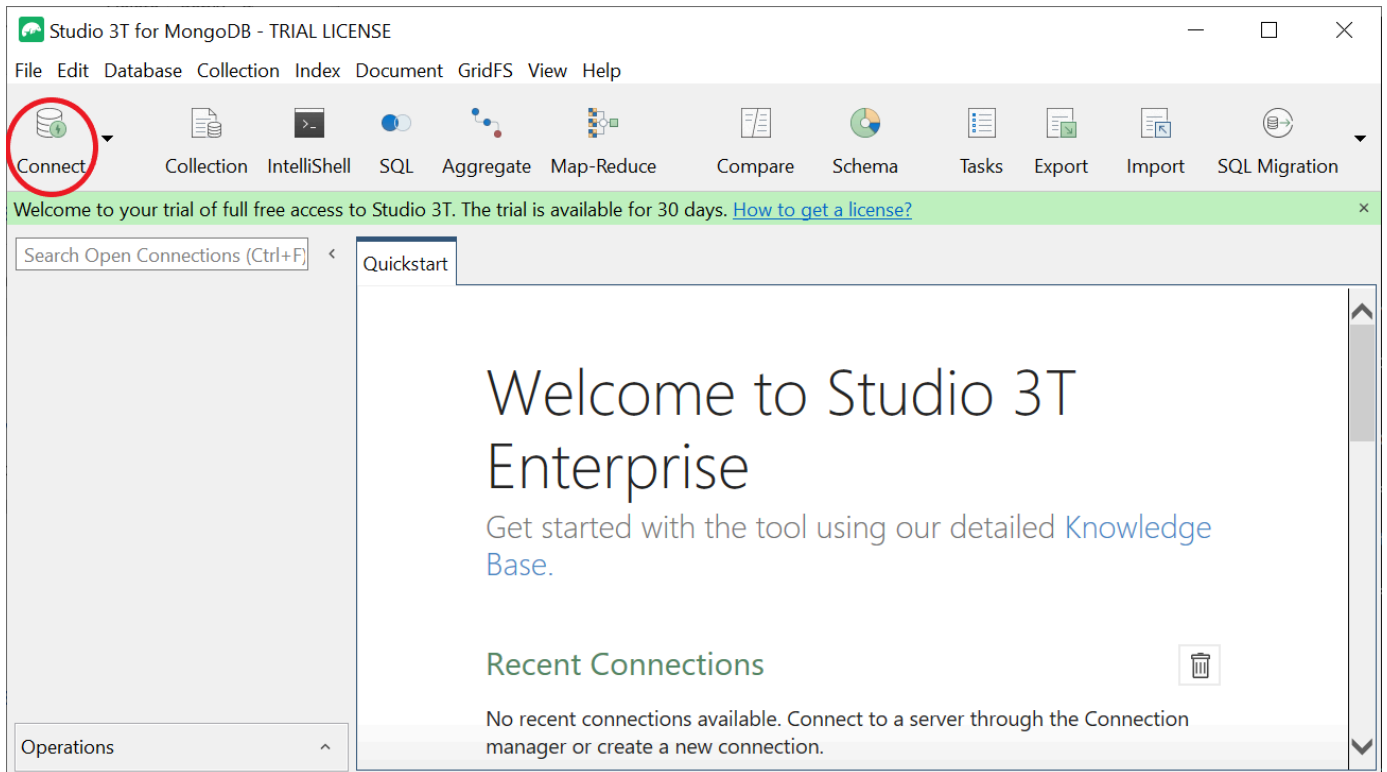 Studio 3T for MongoDB - TRIAL LICENSE
File Edit Database Collection Index Document GridFS View Help
Connect Collection IntelliShell SQL Aggregate Map-Reduce Compare Schema Tasks Export Import SQL Migration
Welcome to your trial of full free access to Studio 3T. The trial is available for 30 days. How to get a license?
Search Open Connections (Ctrl+F)
Quickstart
Welcome to Studio 3T
Enterprise
Get started with the tool using our detailed Knowledge
Base.
Recent Connections
No recent connections available. Connect to a server through the Connection
manager or create a new connection.
Operations